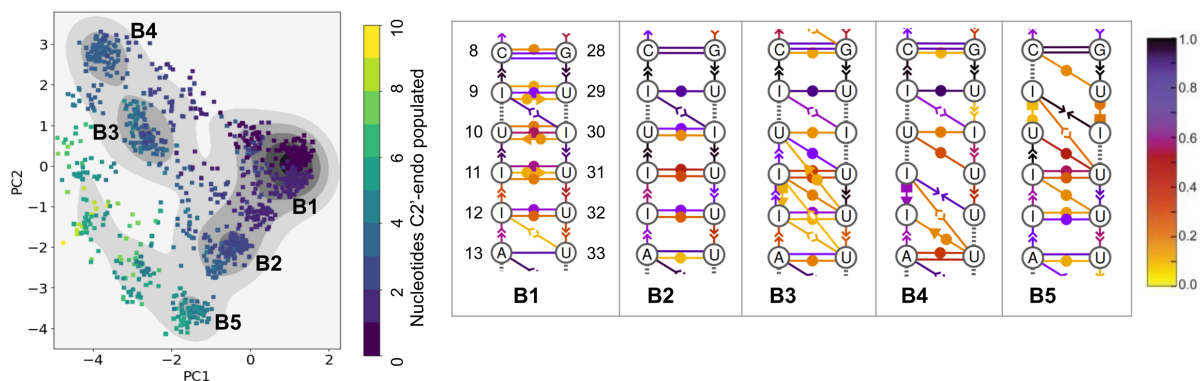 B4
B3
B1
B2
B5
3
2
1
0
−1
−2
−3
−4
PC2
−4 −2 0 2
PC1
10
8
6
4
2
0
Nucleotides C2'-endo populated
8 C G 28
9 I U 29
10 U I 30
11 I U 31
12 I U 32
13 A U 33
B1
C G
I U
U I
I U
I U
A U
B2
C G
I U
U I
I U
I U
A U
B3
C G
I U
U I
I U
I U
A U
B4
C G
I U
U I
I U
I U
A U
B5
1.0
0.8
0.6
0.4
0.2
0.0